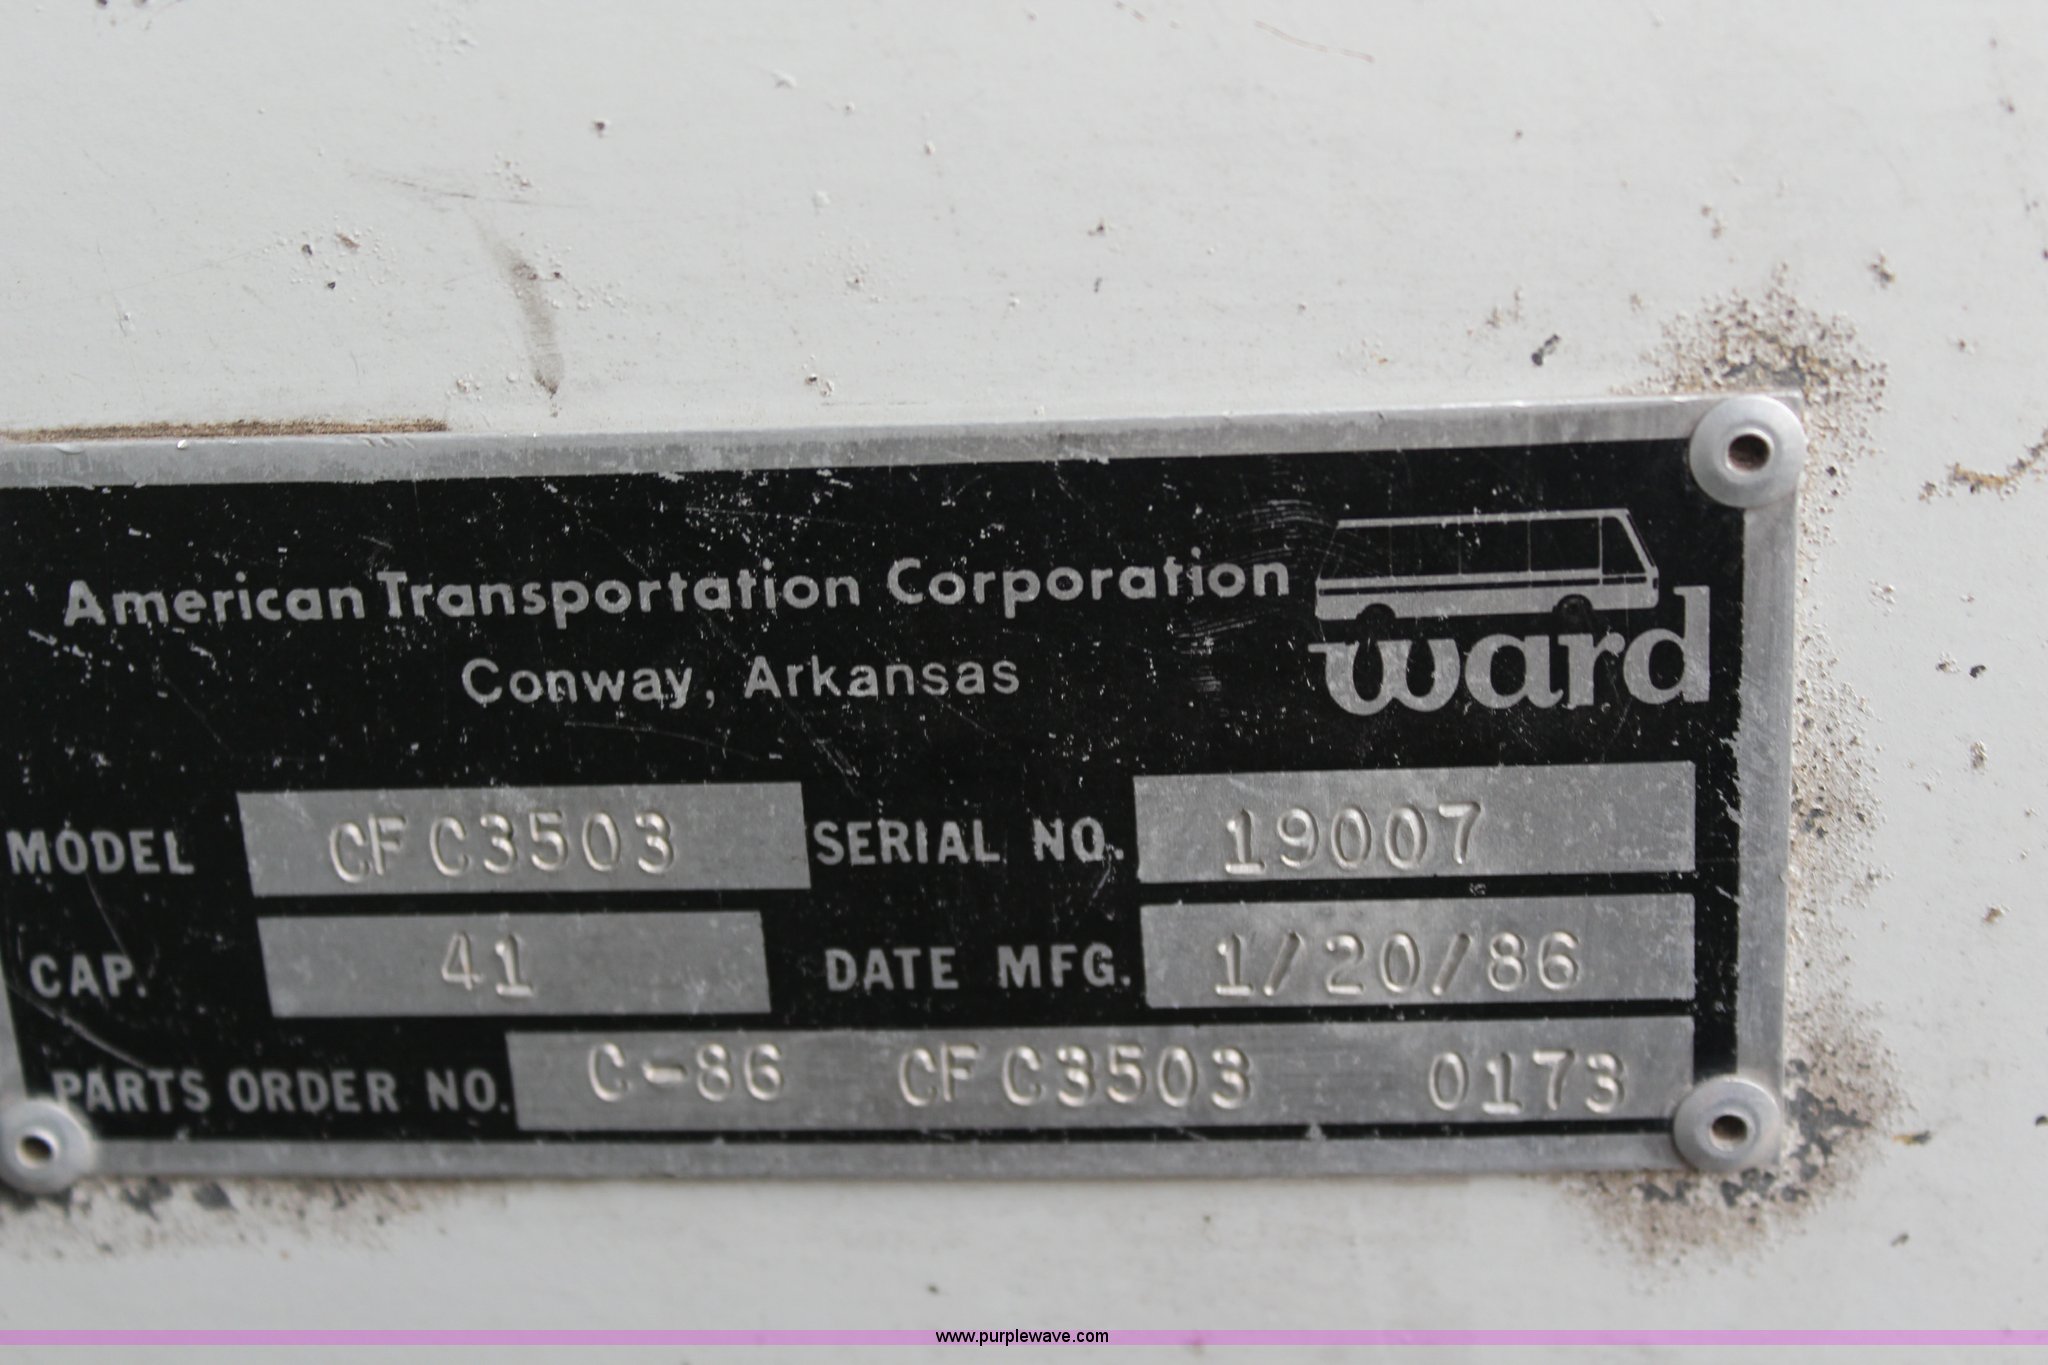 American Transportation Corporation
Conway, Arkansas
ward
MODEL CFC3503 SERIAL NO. 19007
CAP. 41 DATE MFG. 1/20/86
PARTS ORDER NO. C-86 CFC3503 0173
www.purplewave.com